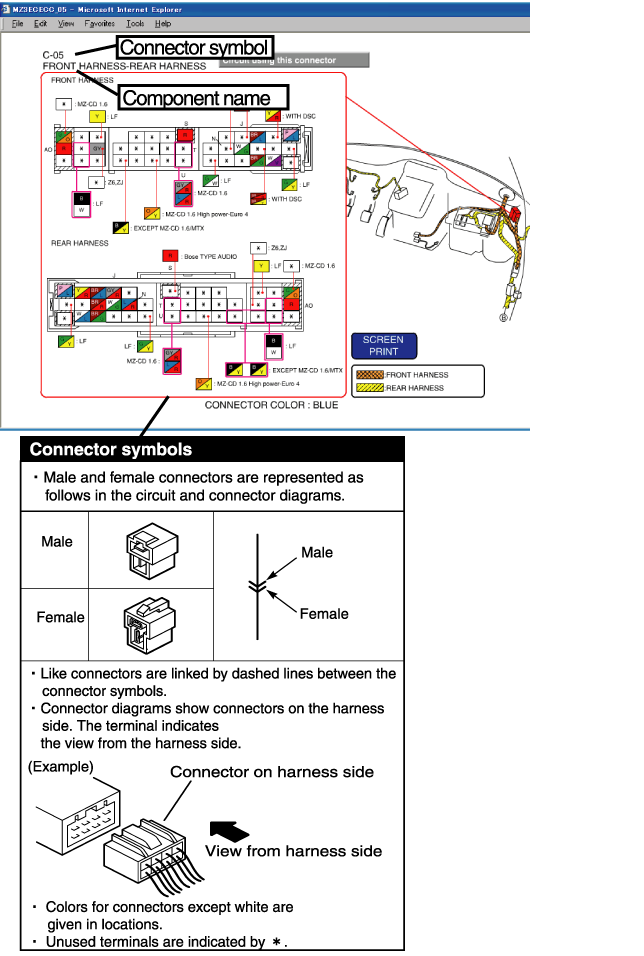 MZ3ECECC_05 - Microsoft Internet Explorer
File Edit View Favorites Tools Help
C-05
Connector symbol
FRONT HARNESS-REAR HARNESS
Circuit using this connector
FRONT HARNESS
Component name
* : MZ-CD 1.6
Y : LF
: WITH DSC
S
J
AO
N
T
U
* : Z6,ZJ
B
W
: LF
MZ-CD 1.6
: LF
: LF
: WITH DSC
: MZ-CD 1.6 High power-Euro 4
: EXCEPT MZ-CD 1.6/MTX
REAR HARNESS
R : Bose TYPE AUDIO
S
* : Z6,ZJ
Y : LF
* : MZ-CD 1.6
J
N
T
U
AO
: LF
LF :
MZ-CD 1.6 :
B
W
: LF
: EXCEPT MZ-CD 1.6/MTX
: MZ-CD 1.6 High power-Euro 4
SCREEN
PRINT
:FRONT HARNESS
:REAR HARNESS
CONNECTOR COLOR : BLUE
Connector symbols
・Male and female connectors are represented as
follows in the circuit and connector diagrams.
Male
Female
Male
Female
・Like connectors are linked by dashed lines between the
connector symbols.
・Connector diagrams show connectors on the harness
side. The terminal indicates
the view from the harness side.
(Example)
Connector on harness side
View from harness side
・Colors for connectors except white are
given in locations.
・Unused terminals are indicated by *.